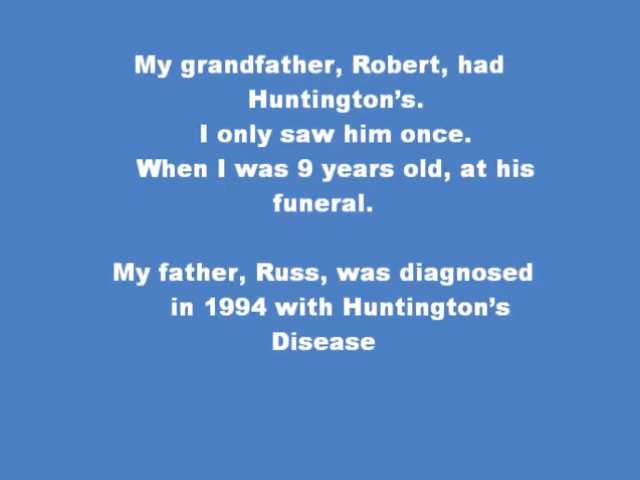 My grandfather, Robert, had
Huntington’s.
I only saw him once.
When I was 9 years old, at his
funeral.
My father, Russ, was diagnosed
in 1994 with Huntington’s
Disease